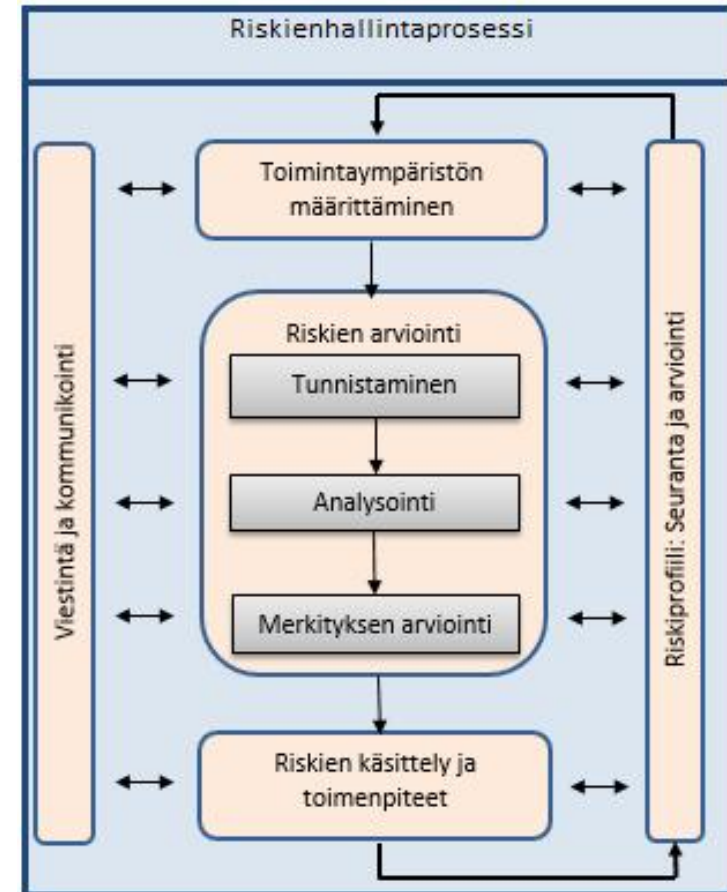 Riskienhallintaprosessi
Viestintä ja kommunikointi
Toimintaympäristön
määrittäminen
Riskien arviointi
Tunnistaminen
Analysointi
Merkityksen arviointi
Riskien käsittely ja
toimenpiteet
Riskiprofiili: Seuranta ja arviointi